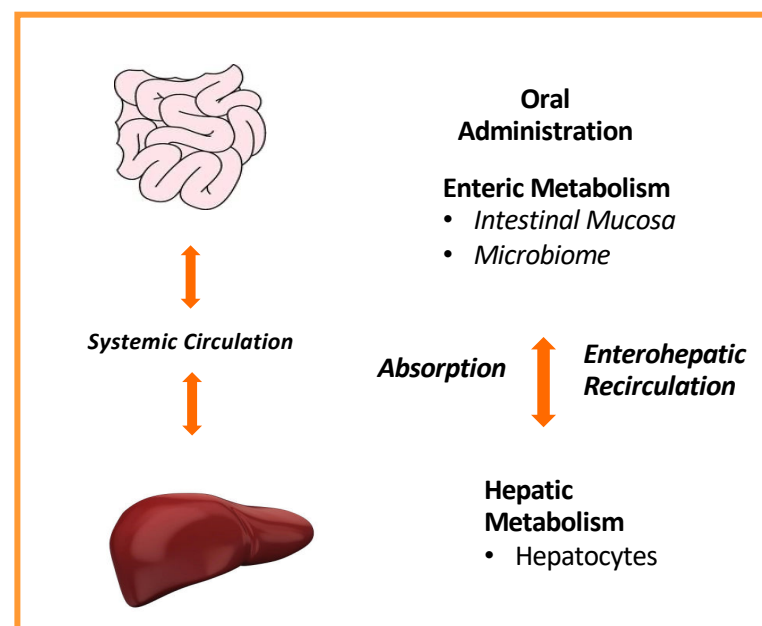 Oral
Administration
Enteric Metabolism
• Intestinal Mucosa
• Microbiome
Systemic Circulation
Absorption
Enterohepatic
Recirculation
Hepatic
Metabolism
• Hepatocytes